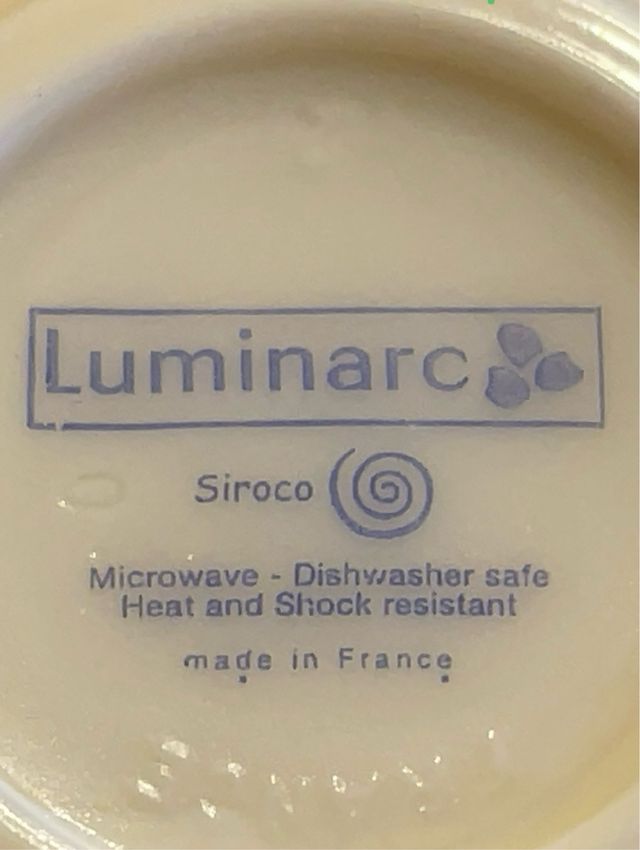 Luminarc
Siroco
Microwave - Dishwasher safe
Heat and Shock resistant
made in France